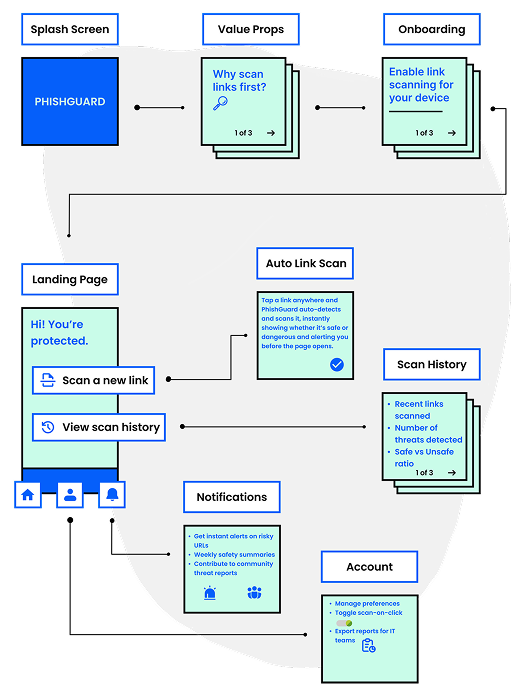 Splash Screen
Value Props
Onboarding
PHISHGUARD
Why scan
links first?
1 of 3
Enable link
scanning for
your device
1 of 3
Landing Page
Auto Link Scan
Hi! You're
protected.
Scan a new link
View scan history
Tap a link anywhere and
PhishGuard auto-detects
and scans it, instantly
showing whether it's safe or
dangerous and alerting you
before the page opens.
Scan History
• Recent links
scanned
• Number of
threats detected
• Safe vs Unsafe
ratio
1 of 3
Notifications
• Get instant alerts on risky
URLs
• Weekly safety summaries
• Contribute to community
threat reports
Account
• Manage preferences
• Toggle scan-on-click
• Export reports for IT
teams